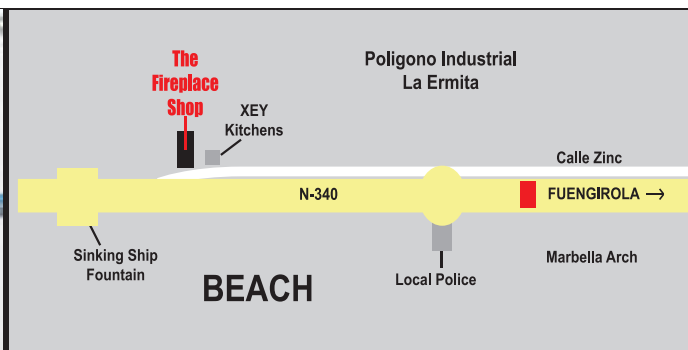 The
Fireplace
Shop
XEY
Kitchens
Poligono Industrial
La Ermita
Calle Zinc
N-340
FUENGIROLA →
Sinking Ship
Fountain
BEACH
Local Police
Marbella Arch